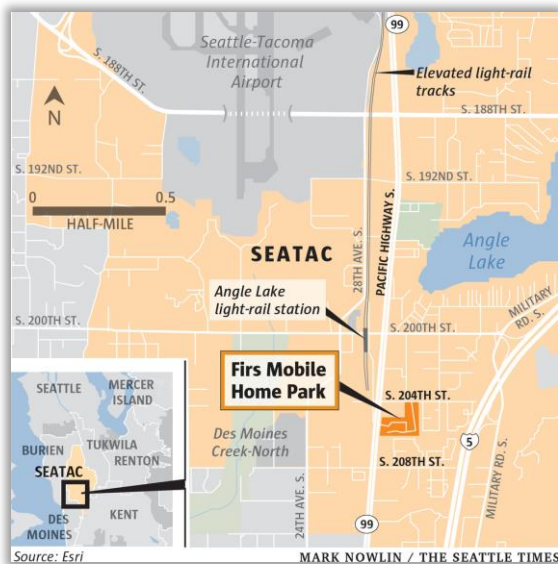 99
Seattle-Tacoma
International
Airport
S. 188TH ST.
Elevated light-rail
tracks
N
S. 188TH ST.
S. 192ND ST.
S. 192ND ST.
0 0.5
HALF-MILE
SEATAC
28TH AVE. S.
PACIFIC HIGHWAY S.
Angle
Lake
Angle Lake
light-rail station
MILITARY
RD. S.
S. 200TH ST.
S. 200TH ST.
Firs Mobile
Home Park
S. 204TH ST.
Des Moines
Creek-North
5
S. 208TH ST.
24TH AVE. S.
MILITARY RD. S.
99
SEATTLE
MERCER
ISLAND
BURIEN
TUKWILA
RENTON
SEATAC
DES
MOINES
KENT
Source: Esri
MARK NOWLIN / THE SEATTLE TIMES